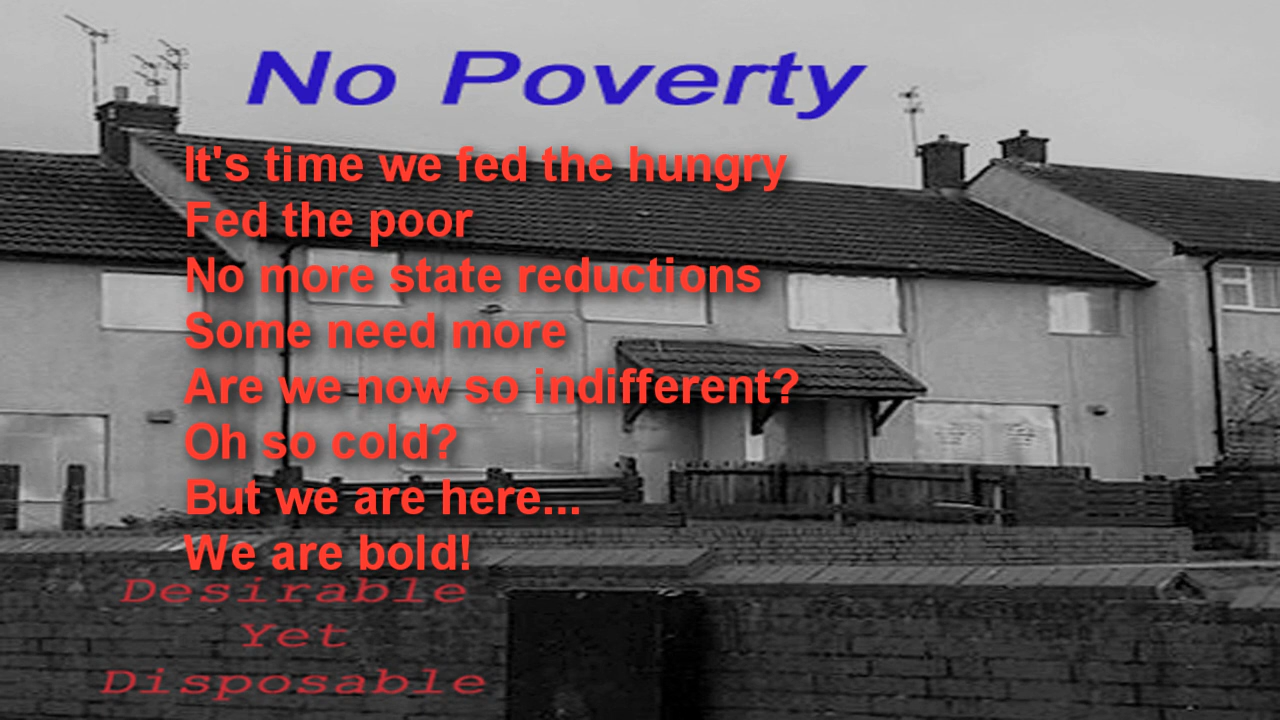 No Poverty
It's time we fed the hungry
Fed the poor
No more state reductions
Some need more
Are we now so indifferent?
Oh so cold?
But we are here...
We are bold!
Desirable
Yet
Disposable